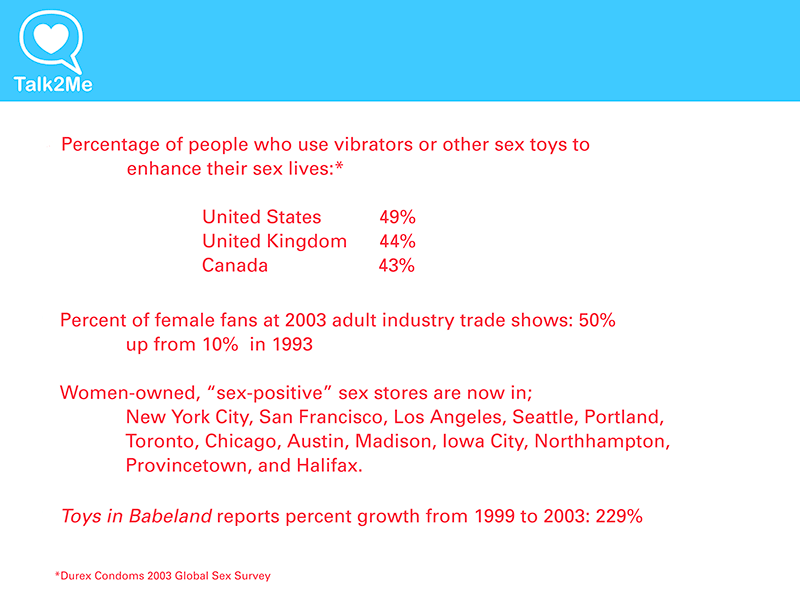 Talk2Me
Percentage of people who use vibrators or other sex toys to
enhance their sex lives:*
United States 49%
United Kingdom 44%
Canada 43%
Percent of female fans at 2003 adult industry trade shows: 50%
up from 10% in 1993
Women-owned, “sex-positive” sex stores are now in;
New York City, San Francisco, Los Angeles, Seattle, Portland,
Toronto, Chicago, Austin, Madison, Iowa City, Northhampton,
Provincetown, and Halifax.
Toys in Babeland reports percent growth from 1999 to 2003: 229%
*Durex Condoms 2003 Global Sex Survey